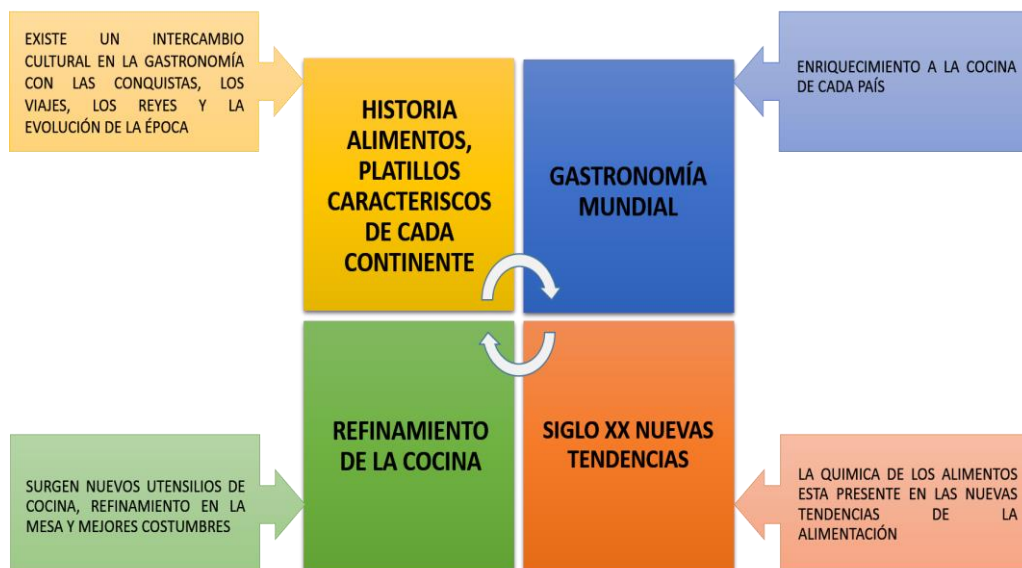 EXISTE UN INTERCAMBIO
CULTURAL EN LA GASTRONOMÍA
CON LAS CONQUISTAS, LOS
VIAJES, LOS REYES Y LA
EVOLUCIÓN DE LA ÉPOCA
HISTORIA
ALIMENTOS,
PLATILLOS
CARACTERISCOS
DE CADA
CONTINENTE
GASTRONOMÍA
MUNDIAL
ENRIQUECIMIENTO A LA COCINA
DE CADA PAÍS
SURGEN NUEVOS UTENSILIOS DE
COCINA, REFINAMIENTO EN LA
MESA Y MEJORES COSTUMBRES
REFINAMIENTO
DE LA COCINA
SIGLO XX NUEVAS
TENDENCIAS
LA QUIMICA DE LOS ALIMENTOS
ESTA PRESENTE EN LAS NUEVAS
TENDENCIAS DE LA
ALIMENTACIÓN